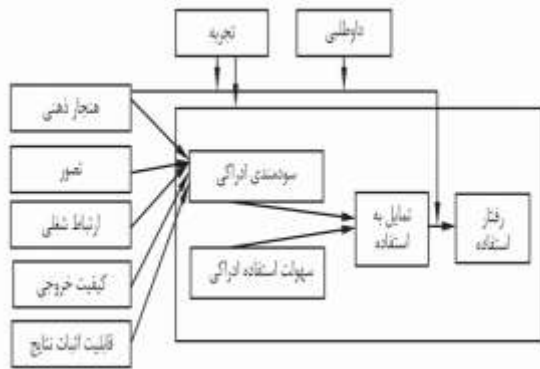 تجربه
داوطلبی
هنجار ذهنی
تصور
ارتباط شغلی
کیفیت خروجی
قابلیت اثبات نتایج
سودمندی ادراکی
سهولت استفاده ادراکی
تمایل به
استفاده
رفتار
استفاده